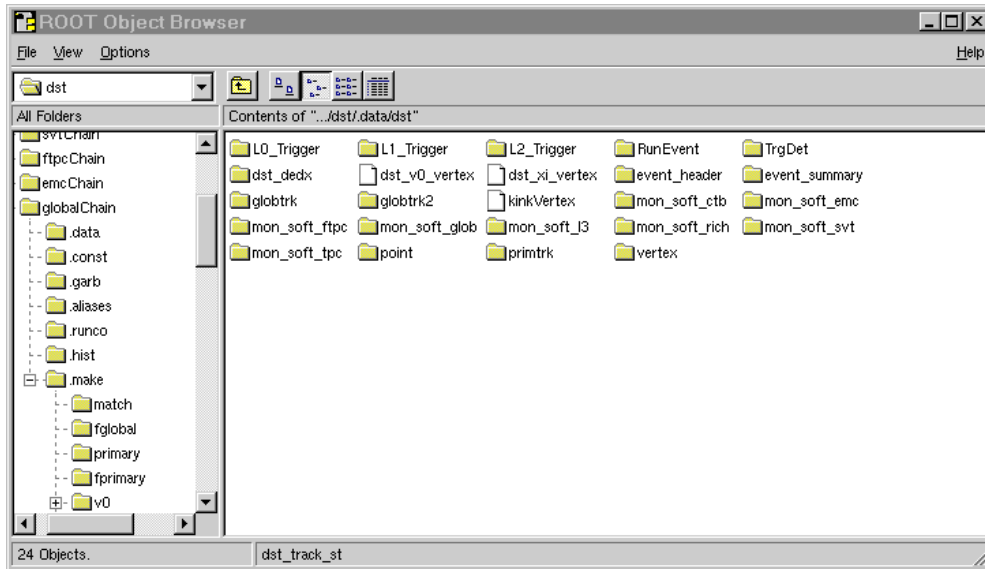 ROOT Object Browser
File View Options Help
dst
All Folders Contents of ".../dst/.data/dst"
svtChain
ftpcChain
emcChain
globalChain
.data
.const
.garb
.aliases
.runco
.hist
.make
match
fglobal
primary
fprimary
v0
L0_Trigger L1_Trigger L2_Trigger RunEvent TrgDet
dst_dedx dst_v0_vertex dst_xi_vertex event_header event_summary
globtrk globtrk2 kinkVertex mon_soft_ctb mon_soft_emc
mon_soft_ftpc mon_soft_glob mon_soft_l3 mon_soft_rich mon_soft_svt
mon_soft_tpc point primtrk vertex
24 Objects. dst_track_st